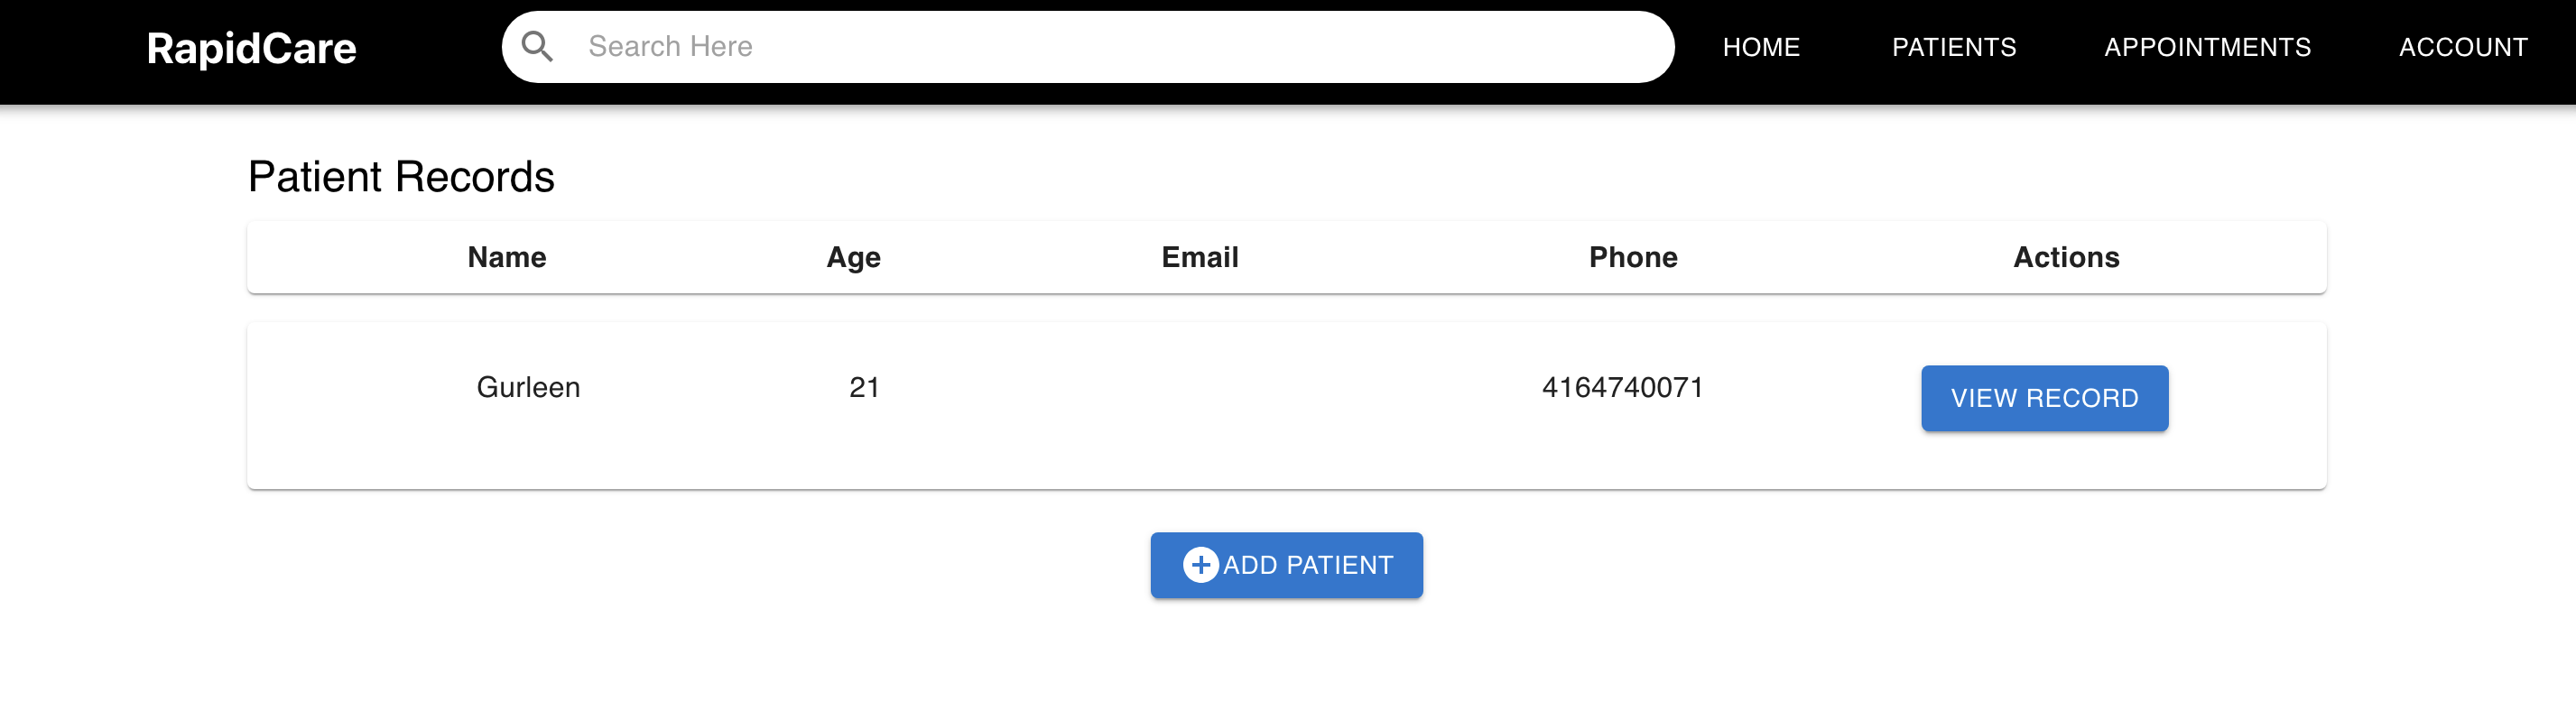 RapidCare Search Here HOME PATIENTS APPOINTMENTS ACCOUNT
Patient Records
Name Age Email Phone Actions
Gurleen 21 4164740071 VIEW RECORD
ADD PATIENT